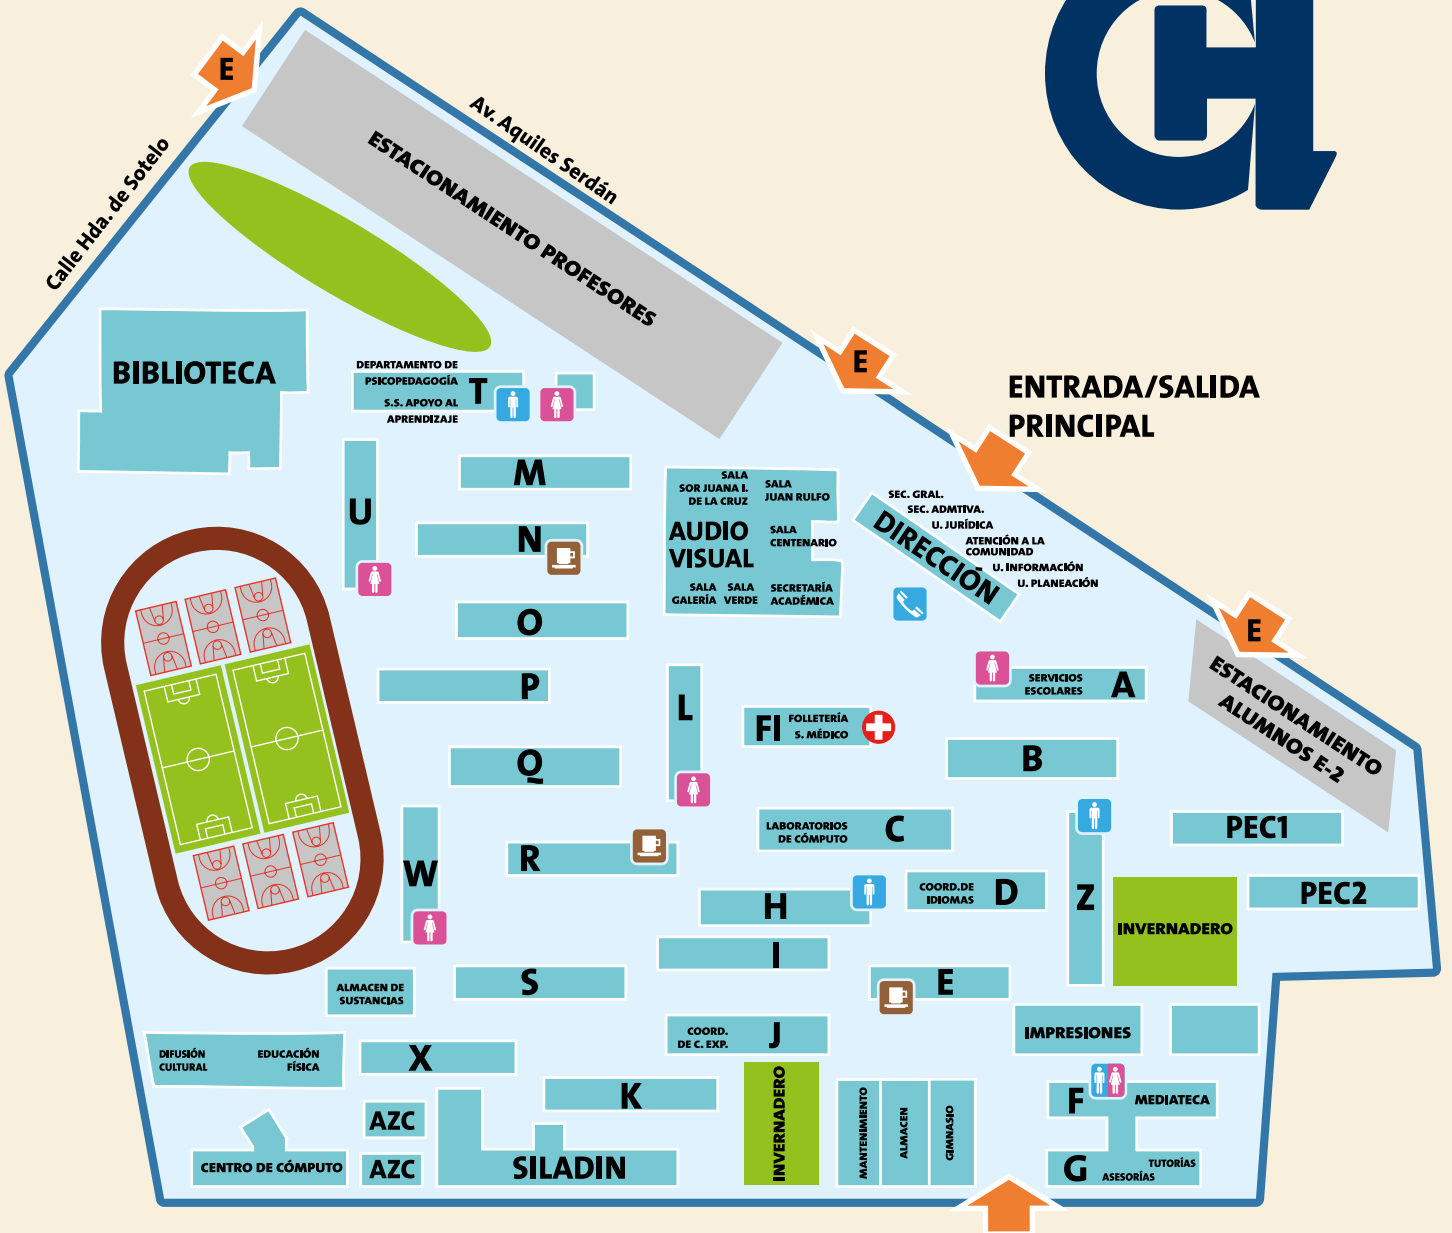 E
Calle Hda. de Sotelo
Av. Aquiles Serdán
ESTACIONAMIENTO PROFESORES
E
ENTRADA/SALIDA
PRINCIPAL
BIBLIOTECA
DEPARTAMENTO DE
PSICOPEDAGOGÍA
S.S. APOYO AL
APRENDIZAJE
T
M
U
N
O
P
Q
R
W
S
L
SALA
SOR JUANA I.
DE LA CRUZ
SALA
JUAN RULFO
AUDIO
VISUAL
SALA
CENTENARIO
SALA
GALERÍA
SALA
VERDE
SECRETARÍA
ACADÉMICA
SEC. GRAL.
SEC. ADMTIVA.
U. JURÍDICA
ATENCIÓN A LA
COMUNIDAD
U. INFORMACIÓN
U. PLANEACIÓN
DIRECCIÓN
E
ESTACIONAMIENTO
ALUMNOS E-2
SERVICIOS
ESCOLARES
A
FI
FOLLETERÍA
S. MÉDICO
B
LABORATORIOS
DE CÓMPUTO
C
PEC1
PEC2
H
COORD.DE
IDIOMAS
D
Z
INVERNADERO
I
E
ALMACEN DE
SUSTANCIAS
COORD.
DE C. EXP.
J
IMPRESIONES
DIFUSIÓN
CULTURAL
EDUCACIÓN
FÍSICA
X
K
INVERNADERO
MANTENIMIENTO
ALMACEN
GIMNASIO
F
MEDIATECA
AZC
AZC
CENTRO DE CÓMPUTO
SILADIN
G
TUTORÍAS
ASESORÍAS